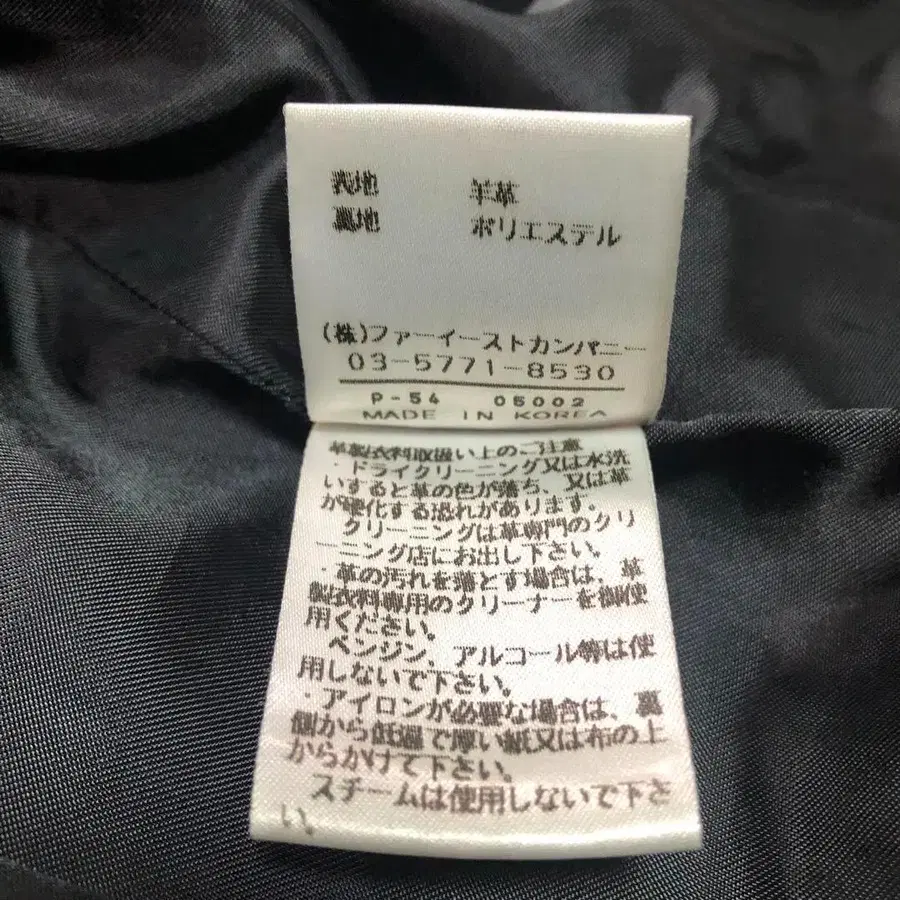 表地 羊革
裏地 ポリエステル
(株)ファーイーストカンパニー
03-5771-8530
P-54 05002
MADE IN KOREA
革製衣料取扱い上のご注意
・ドライクリーニング又は水洗
いすると革の色が落ち、又は革
が硬化する恐れがあります。
クリーニングは革専門のクリ
ーニング店にお出し下さい。
・革の汚れを落とす場合は、革
製衣料専用のクリーナーを御使
用ください。
ベンジン、アルコール等は使
用しないで下さい。
・アイロンが必要な場合は、裏
側から低温で厚い紙又は布の上
からかけて下さい。
スチームは使用しないで下さ
い。